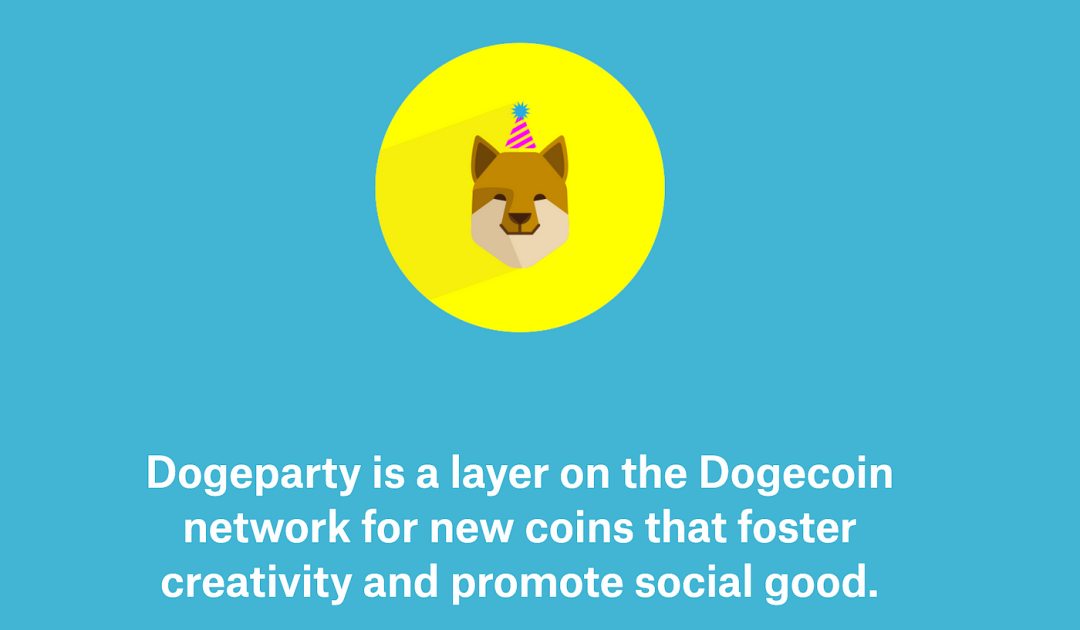 Dogeparty is a layer on the Dogecoin
network for new coins that foster
creativity and promote social good.